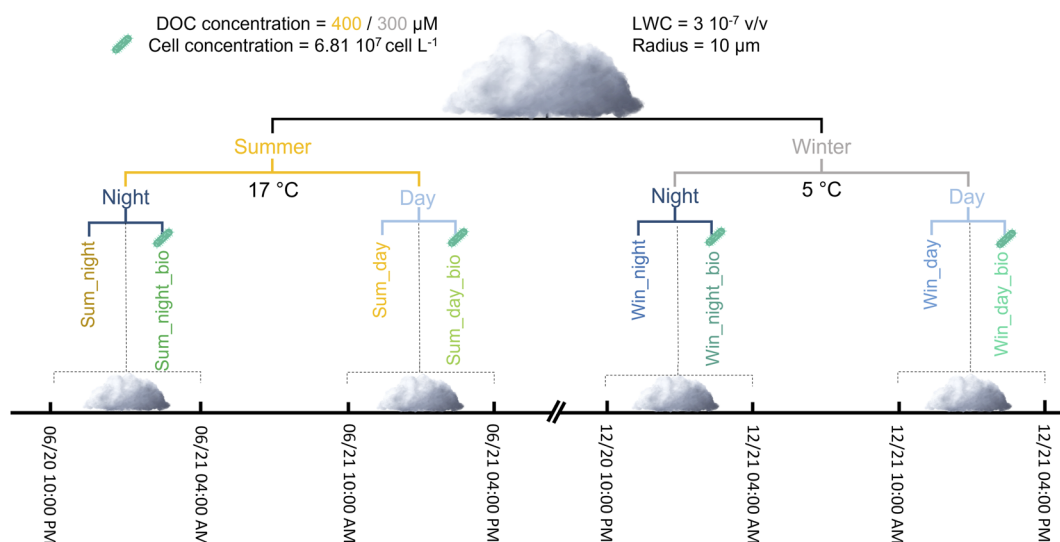 DOC concentration = 400 / 300 µM
Cell concentration = 6.81 10⁷ cell L⁻¹
LWC = 3 10⁻⁷ v/v
Radius = 10 µm
Summer
Winter
17 °C
5 °C
Night
Day
Night
Day
Sum_night
Sum_night_bio
Sum_day
Sum_day_bio
Win_night
Win_night_bio
Win_day
Win_day_bio
06/20 10:00 PM
06/21 04:00 AM
06/21 10:00 AM
06/21 04:00 PM
12/20 10:00 PM
12/21 04:00 AM
12/21 10:00 AM
12/21 04:00 PM